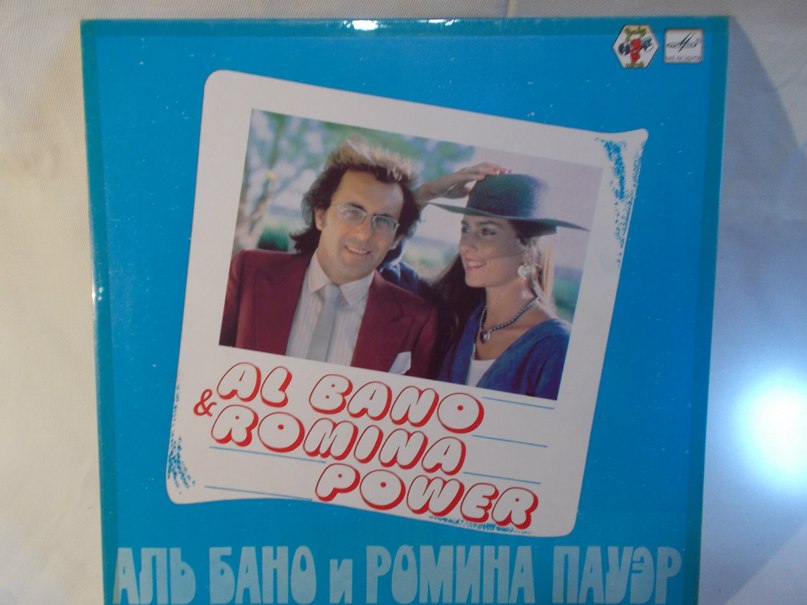 AL BANO
& ROMINA
POWER
АЛЬ БАНО и РОМИНА ПАУЭР